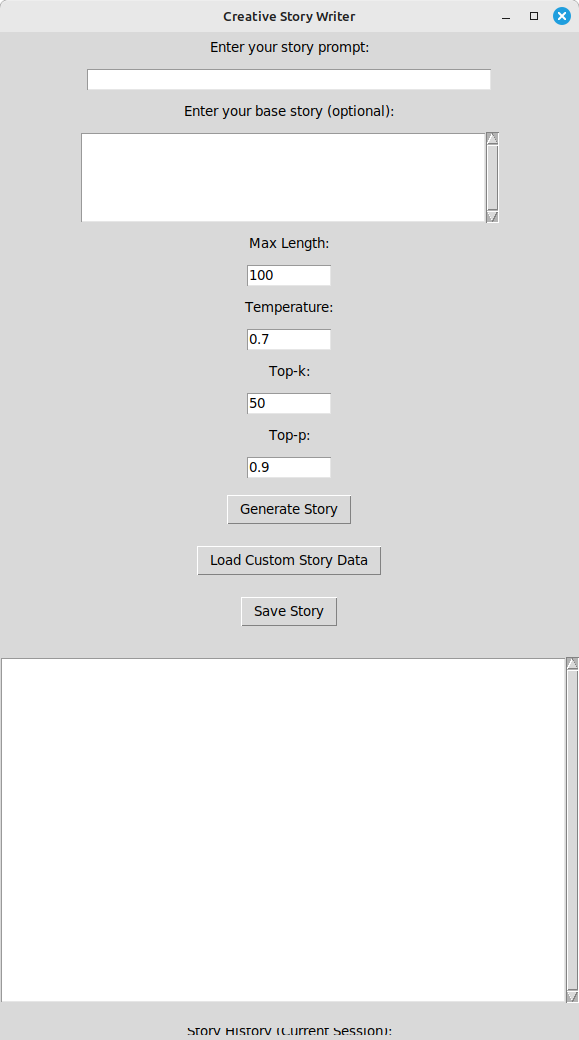 Creative Story Writer
Enter your story prompt:
Enter your base story (optional):
Max Length:
100
Temperature:
0.7
Top-k:
50
Top-p:
0.9
Generate Story
Load Custom Story Data
Save Story
Story History (Current Session):